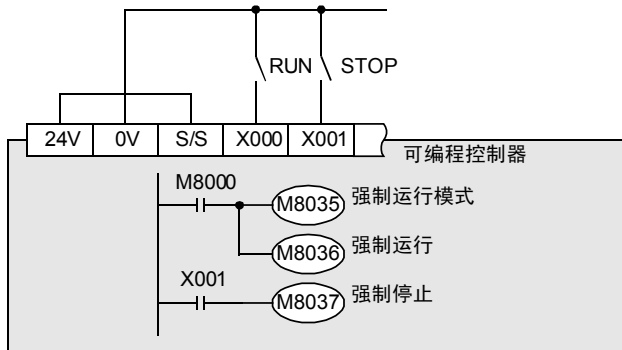 RUN STOP
24V 0V S/S X000 X001
可编程控制器
M8000
M8035 强制运行模式
M8036 强制运行
X001
M8037 强制停止